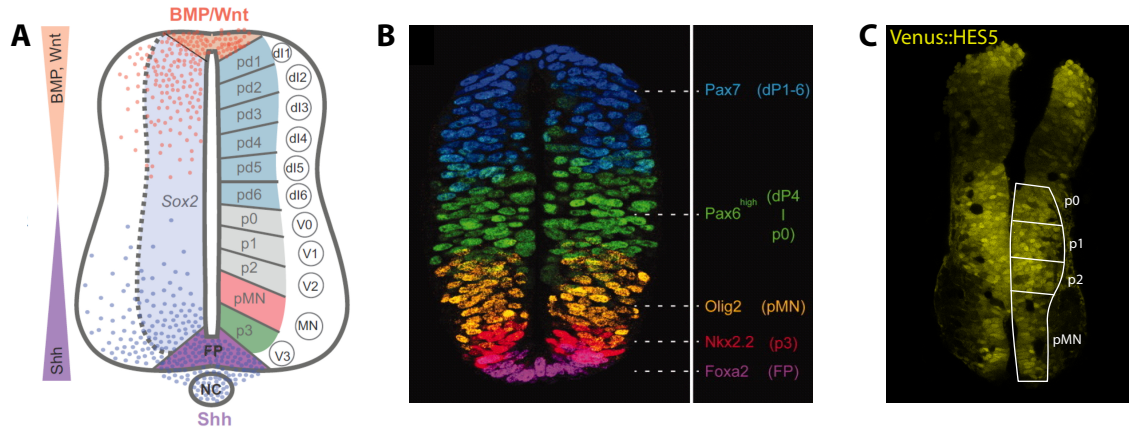 A
BMP/Wnt
BMP, Wnt
Shh
Sox2
pd1
pd2
pd3
pd4
pd5
pd6
p0
p1
p2
pMN
p3
FP
NC
Shh
dI1
dI2
dI3
dI4
dI5
dI6
V0
V1
V2
MN
V3
B
Pax7 (dP1-6)
Pax6 high (dP4
I
p0)
Olig2 (pMN)
Nkx2.2 (p3)
Foxa2 (FP)
C
Venus::HES5
p0
p1
p2
pMN